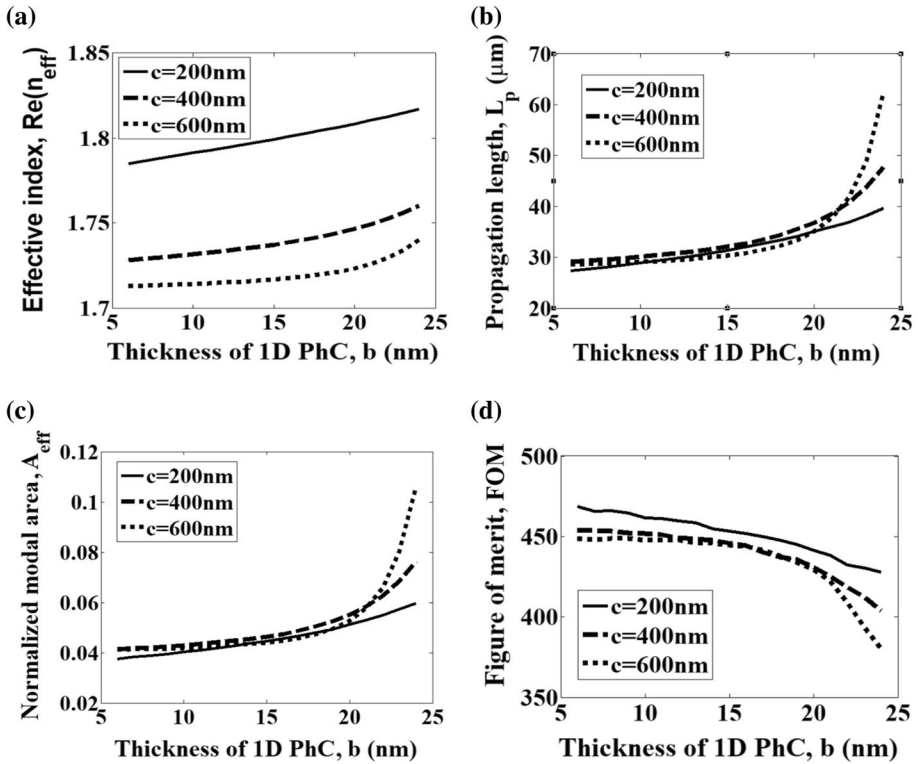 (a)
Effective index, Re(n_eff)
1.85
1.8
1.75
1.7
c=200nm
c=400nm
c=600nm
5 10 15 20 25
Thickness of 1D PhC, b (nm)
(b)
Propagation length, L_p (μm)
70
60
50
40
30
20
c=200nm
c=400nm
c=600nm
5 10 15 20 25
Thickness of 1D PhC, b (nm)
(c)
Normalized modal area, A_eff
0.12
0.1
0.08
0.06
0.04
0.02
c=200nm
c=400nm
c=600nm
5 10 15 20 25
Thickness of 1D PhC, b (nm)
(d)
Figure of merit, FOM
500
450
400
350
c=200nm
c=400nm
c=600nm
5 10 15 20 25
Thickness of 1D PhC, b (nm)